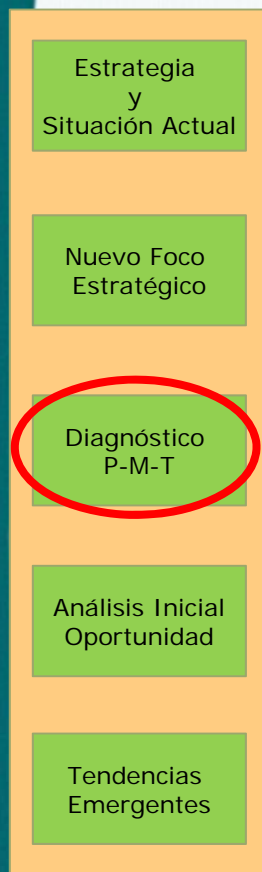 Estrategia
y
Situación Actual
Nuevo Foco
Estratégico
Diagnóstico
P-M-T
Análisis Inicial
Oportunidad
Tendencias
Emergentes